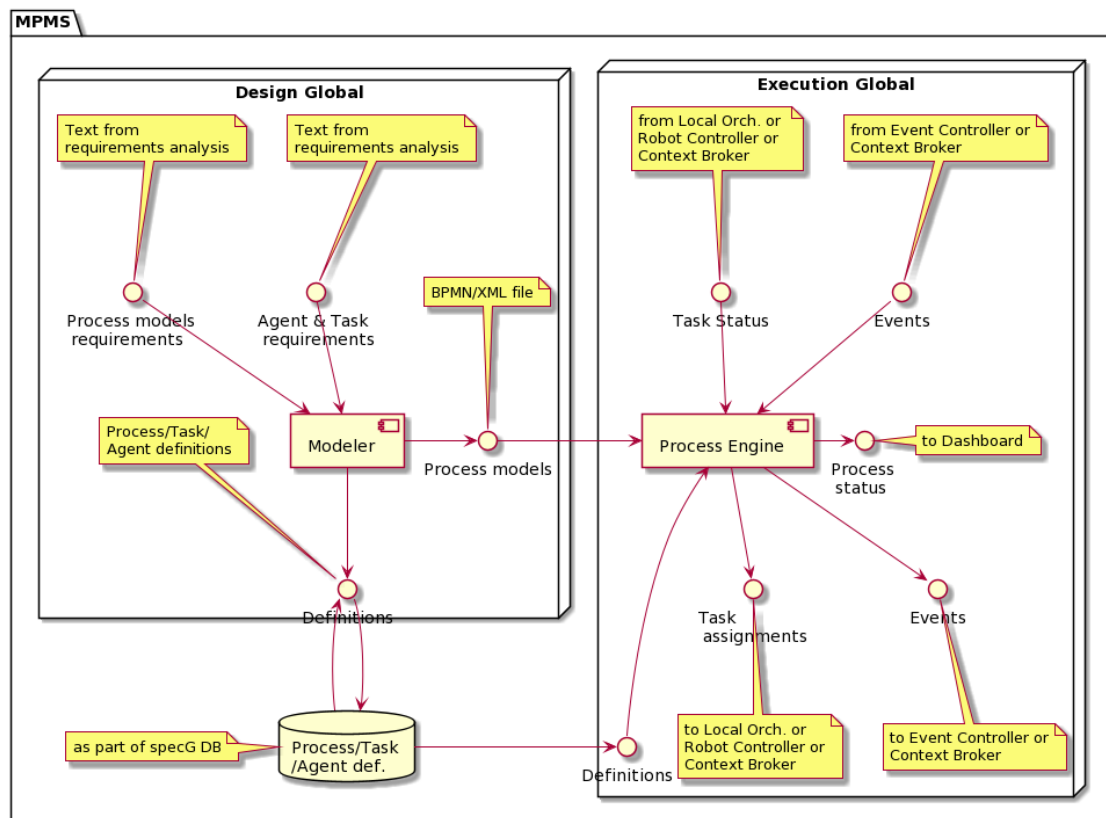 MPMS
Design Global
Text from
requirements analysis
Text from
requirements analysis
Process models
requirements
Agent & Task
requirements
BPMN/XML file
Process/Task/
Agent definitions
Modeler
Process models
Definitions
as part of specG DB
Process/Task
/Agent def.
Execution Global
from Local Orch. or
Robot Controller or
Context Broker
from Event Controller or
Context Broker
Task Status
Events
Process Engine
Process
status
to Dashboard
Task
assignments
Events
Definitions
to Local Orch. or
Robot Controller or
Context Broker
to Event Controller or
Context Broker